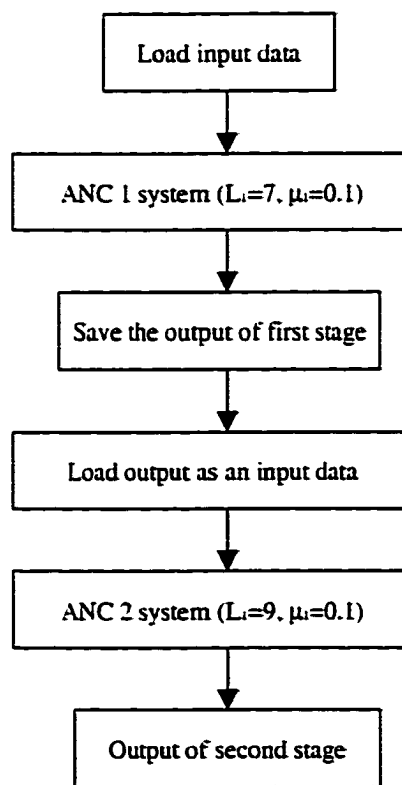 Load input data
ANC 1 system (L₁=7, μ₁=0.1)
Save the output of first stage
Load output as an input data
ANC 2 system (L₁=9, μ₁=0.1)
Output of second stage